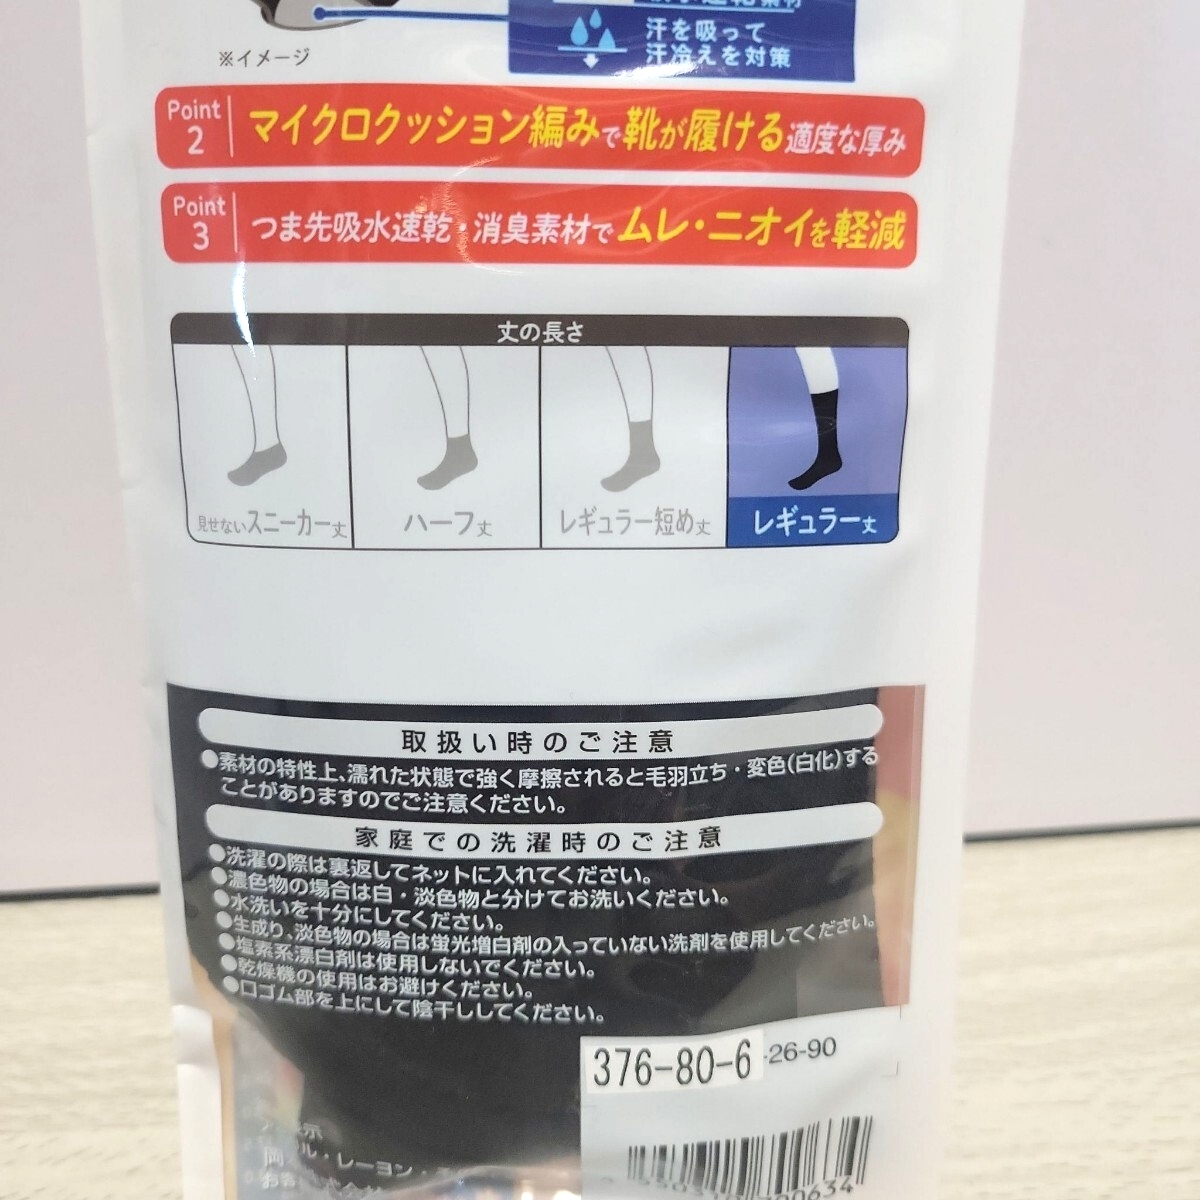 汗を吸って
汗冷えを対策
※イメージ
Point 2 マイクロクッション編みで靴が履ける適度な厚み
Point 3 つま先吸水速乾・消臭素材でムレ・ニオイを軽減
丈の長さ
見せないスニーカー丈 ハーフ丈 レギュラー短め丈 レギュラー丈
取扱い時のご注意
●素材の特性上、濡れた状態で強く摩擦されると毛羽立ち・変色(白化)する
ことがありますのでご注意ください。
家庭での洗濯時のご注意
●洗濯の際は裏返してネットに入れてください。
●濃色物の場合は白・淡色物と分けてお洗いください。
●水洗いを十分にしてください。
●生成り、淡色物の場合は蛍光増白剤の入っていない洗剤を使用してください。
●塩素系漂白剤は使用しないでください。
●乾燥機の使用はお避けください。
●口ゴム部を上にして陰干ししてください。
376-80-6 -26-90
ル・レーヨン・